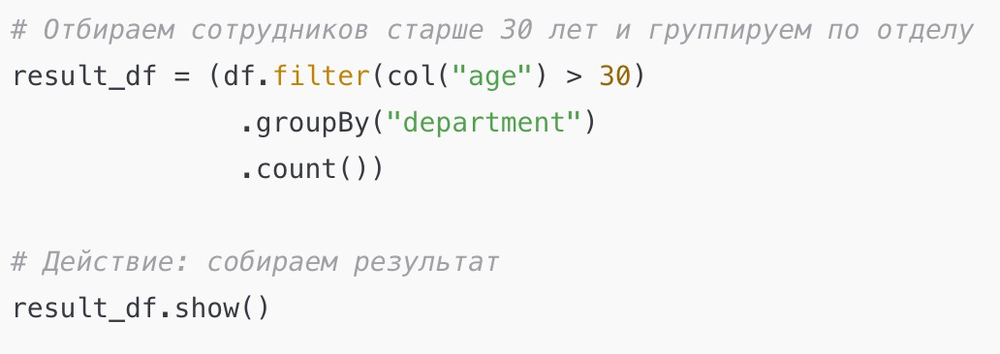 # Отбираем сотрудников старше 30 лет и группируем по отделу
result_df = (df.filter(col("age") > 30)
              .groupBy("department")
              .count())
# Действие: собираем результат
result_df.show()